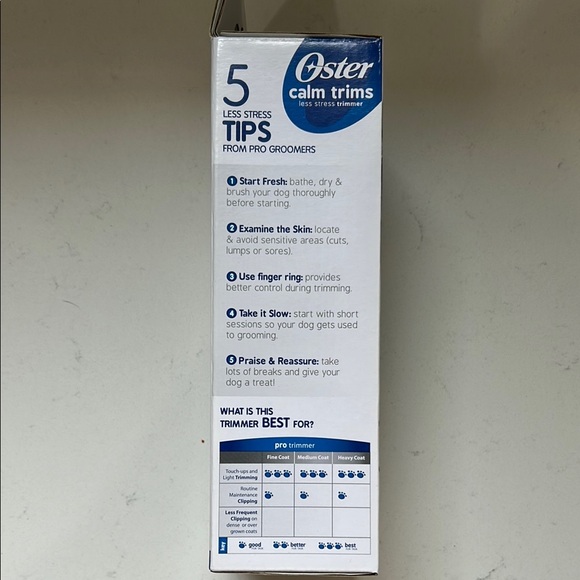 Oster
calm trims
less stress trimmer
5
LESS STRESS
TIPS
FROM PRO GROOMERS
1 Start Fresh: bathe, dry &
brush your dog thoroughly
before starting.
2 Examine the Skin: locate
& avoid sensitive areas (cuts,
lumps or sores).
3 Use finger ring: provides
better control during trimming.
4 Take it Slow: start with short
sessions so your dog gets used
to grooming.
5 Praise & Reassure: take
lots of breaks and give your
dog a treat!
WHAT IS THIS
TRIMMER BEST FOR?
pro trimmer
Fine Coat Medium Coat Heavy Coat
Touch-ups and
Light Trimming
Routine
Maintenance
Clipping
Less Frequent
Clipping on
dense or over
grown coats
key good better best